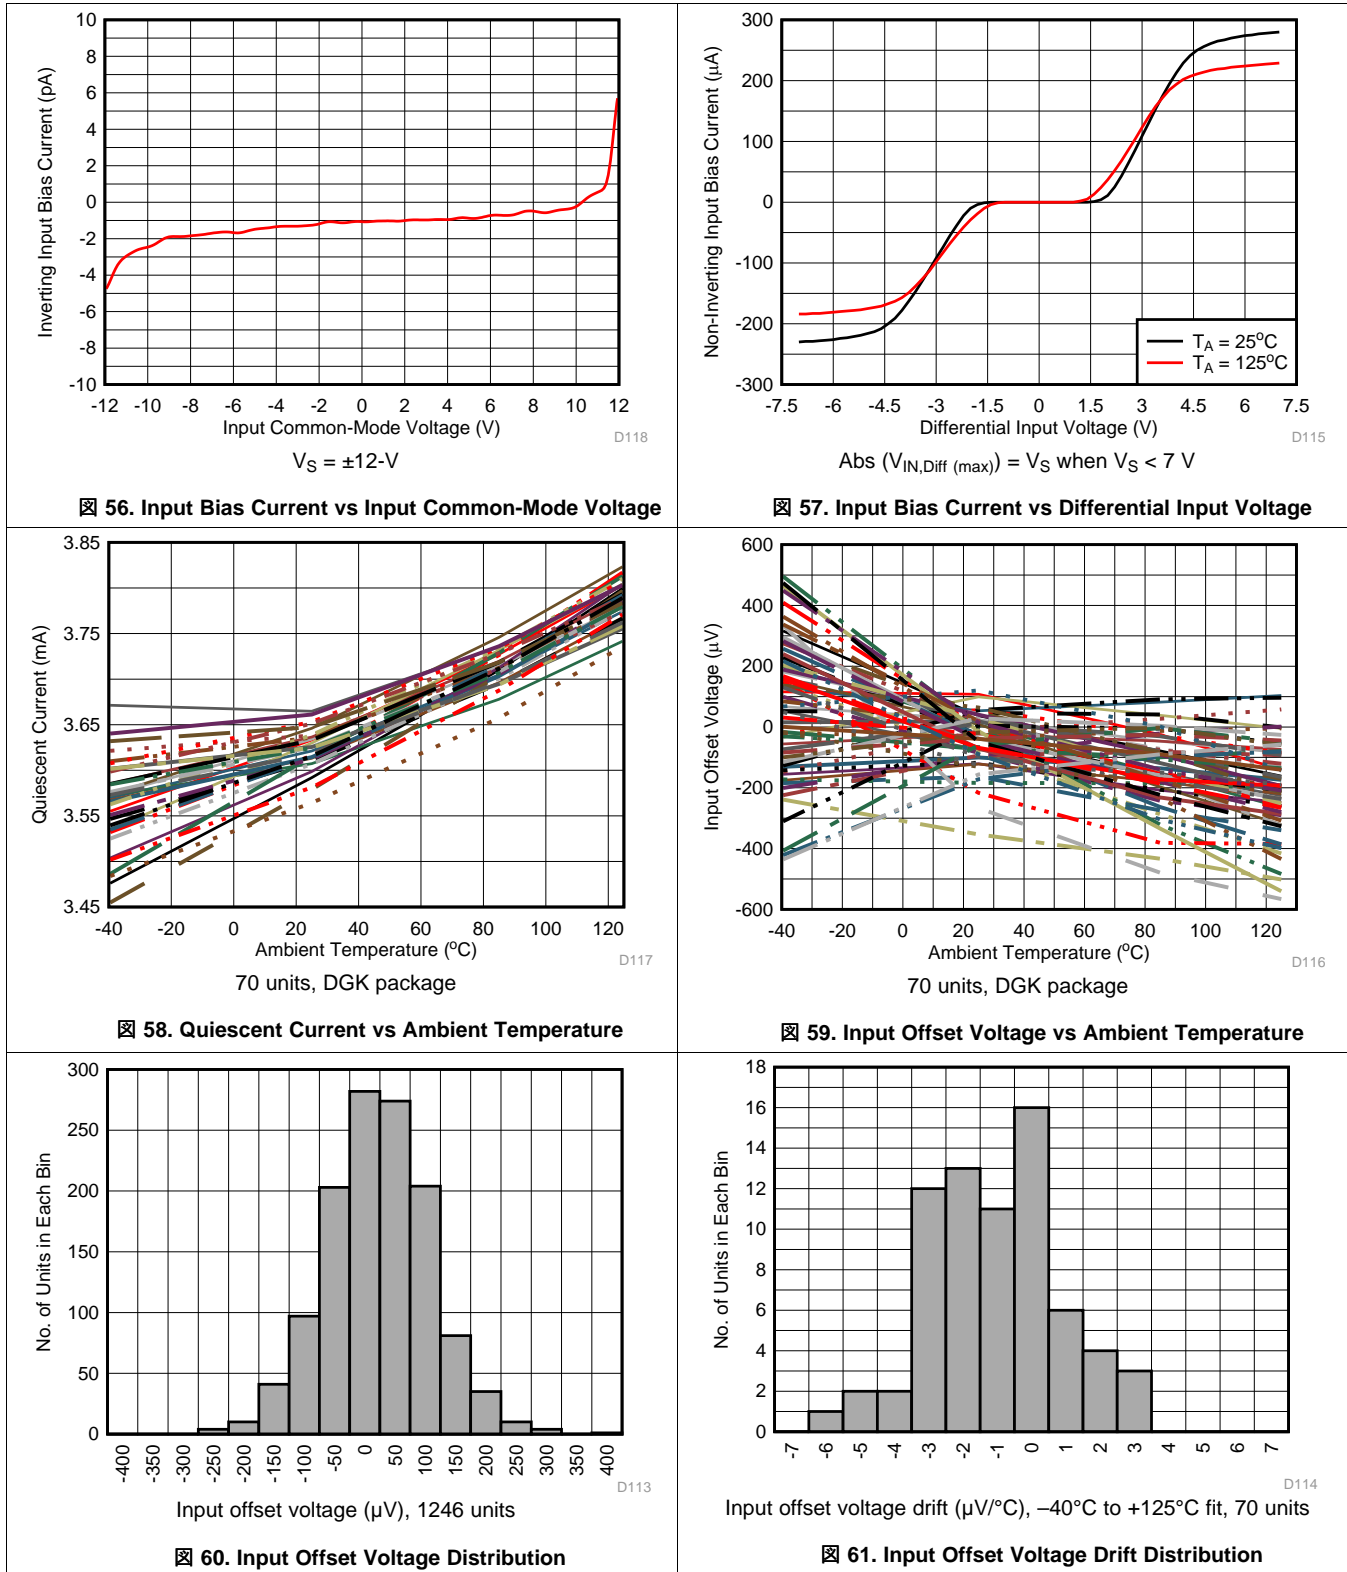 10
8
6
4
2
0
-2
-4
-6
-8
-10
Inverting Input Bias Current (pA)
-12 -10 -8 -6 -4 -2 0 2 4 6 8 10 12
Input Common-Mode Voltage (V)
D118
V_S = ±12-V
図 56. Input Bias Current vs Input Common-Mode Voltage
300
200
100
0
-100
-200
-300
Non-Inverting Input Bias Current (µA)
T_A = 25°C
T_A = 125°C
-7.5 -6 -4.5 -3 -1.5 0 1.5 3 4.5 6 7.5
Differential Input Voltage (V)
D115
Abs (V_IN,Diff (max)) = V_S when V_S < 7 V
図 57. Input Bias Current vs Differential Input Voltage
3.85
3.75
3.65
3.55
3.45
Quiescent Current (mA)
-40 -20 0 20 40 60 80 100 120
Ambient Temperature (°C)
D117
70 units, DGK package
図 58. Quiescent Current vs Ambient Temperature
600
400
200
0
-200
-400
-600
Input Offset Voltage (µV)
-40 -20 0 20 40 60 80 100 120
Ambient Temperature (°C)
D116
70 units, DGK package
図 59. Input Offset Voltage vs Ambient Temperature
300
250
200
150
100
50
0
No. of Units in Each Bin
-400 -350 -300 -250 -200 -150 -100 -50 0 50 100 150 200 250 300 350 400
D113
Input offset voltage (µV), 1246 units
図 60. Input Offset Voltage Distribution
18
16
14
12
10
8
6
4
2
0
No. of Units in Each Bin
-7 -6 -5 -4 -3 -2 -1 0 1 2 3 4 5 6 7
D114
Input offset voltage drift (µV/°C), –40°C to +125°C fit, 70 units
図 61. Input Offset Voltage Drift Distribution